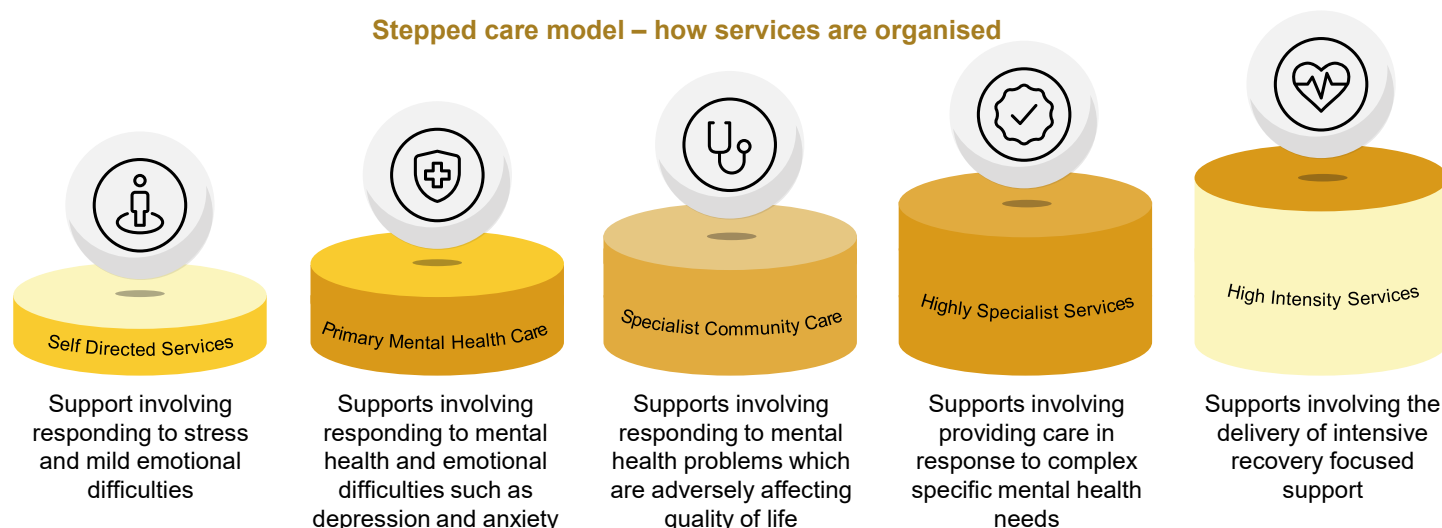 Stepped care model – how services are organised
Self Directed Services
Support involving
responding to stress
and mild emotional
difficulties
Primary Mental Health Care
Supports involving
responding to mental
health and emotional
difficulties such as
depression and anxiety
Specialist Community Care
Supports involving
responding to mental
health problems which
are adversely affecting
quality of life
Highly Specialist Services
Supports involving
providing care in
response to complex
specific mental health
needs
High Intensity Services
Supports involving the
delivery of intensive
recovery focused
support